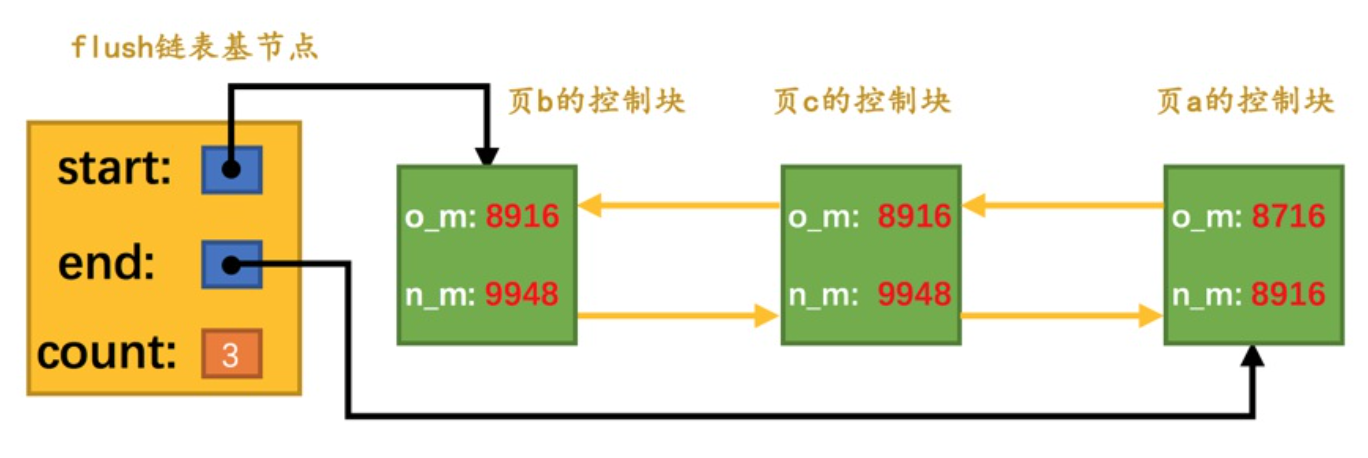 flush链表基节点
页b的控制块
页c的控制块
页a的控制块
start:
end:
count: 3
o_m: 8916
n_m: 9948
o_m: 8916
n_m: 9948
o_m: 8716
n_m: 8916